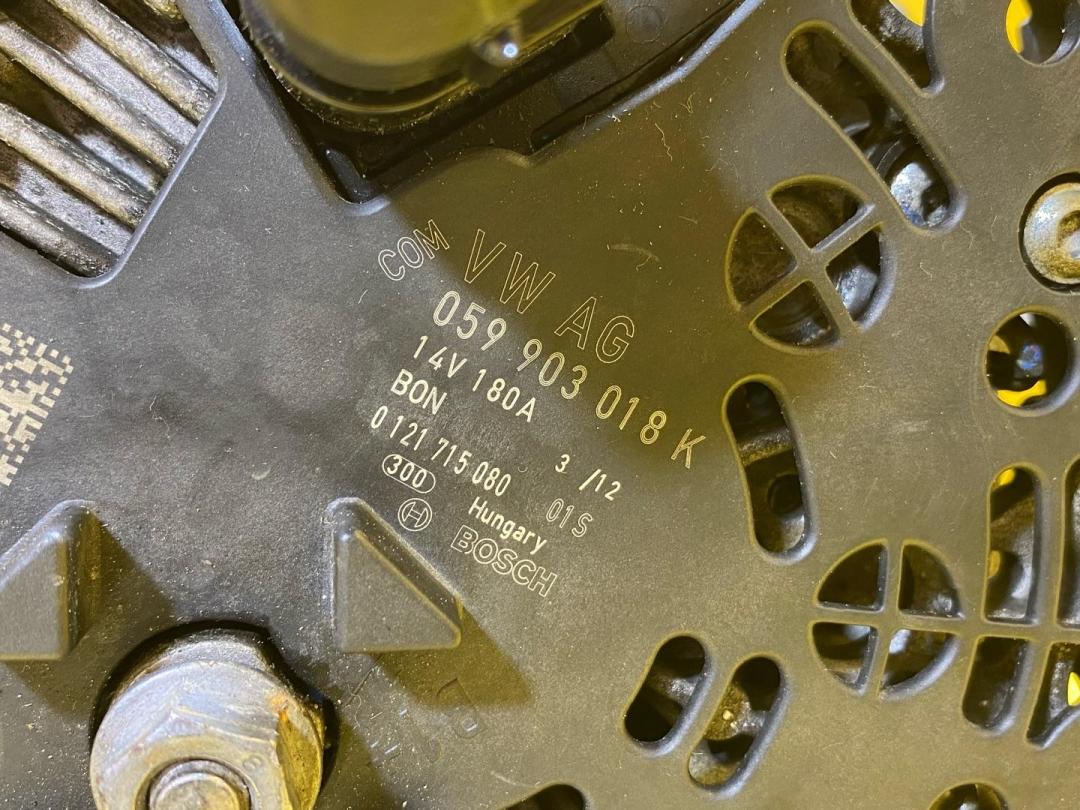 COM VW AG
059 903 018 K
14V 180A
BON 3 /12
0 121 715 080 01S
300 Hungary
BOSCH